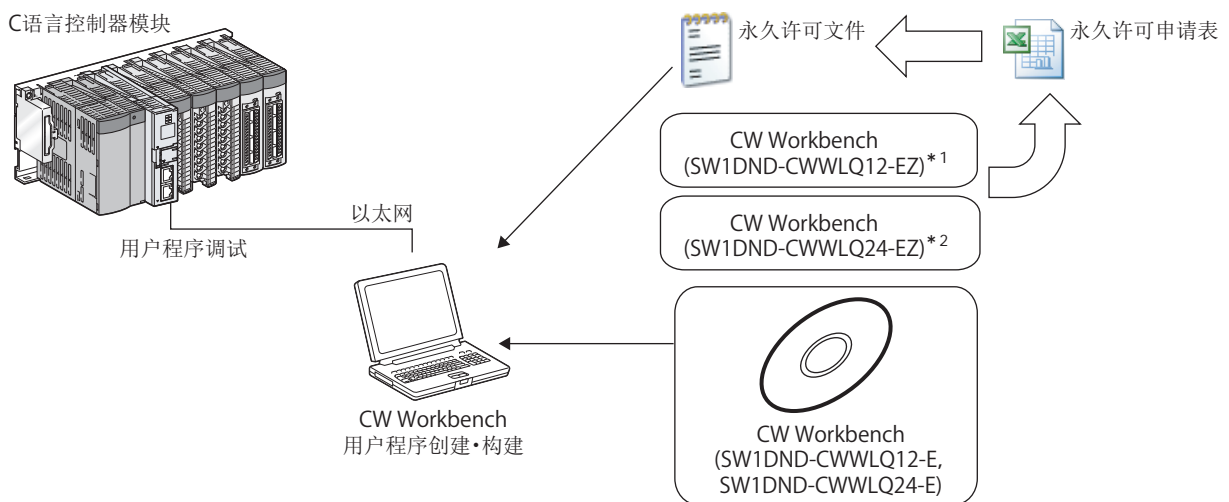 C语言控制器模块
永久许可文件
永久许可申请表
CW Workbench
(SW1DND-CWWLQ12-EZ)*1
CW Workbench
(SW1DND-CWWLQ24-EZ)*2
以太网
用户程序调试
CW Workbench
用户程序创建•构建
CW Workbench
(SW1DND-CWWLQ12-E,
SW1DND-CWWLQ24-E)